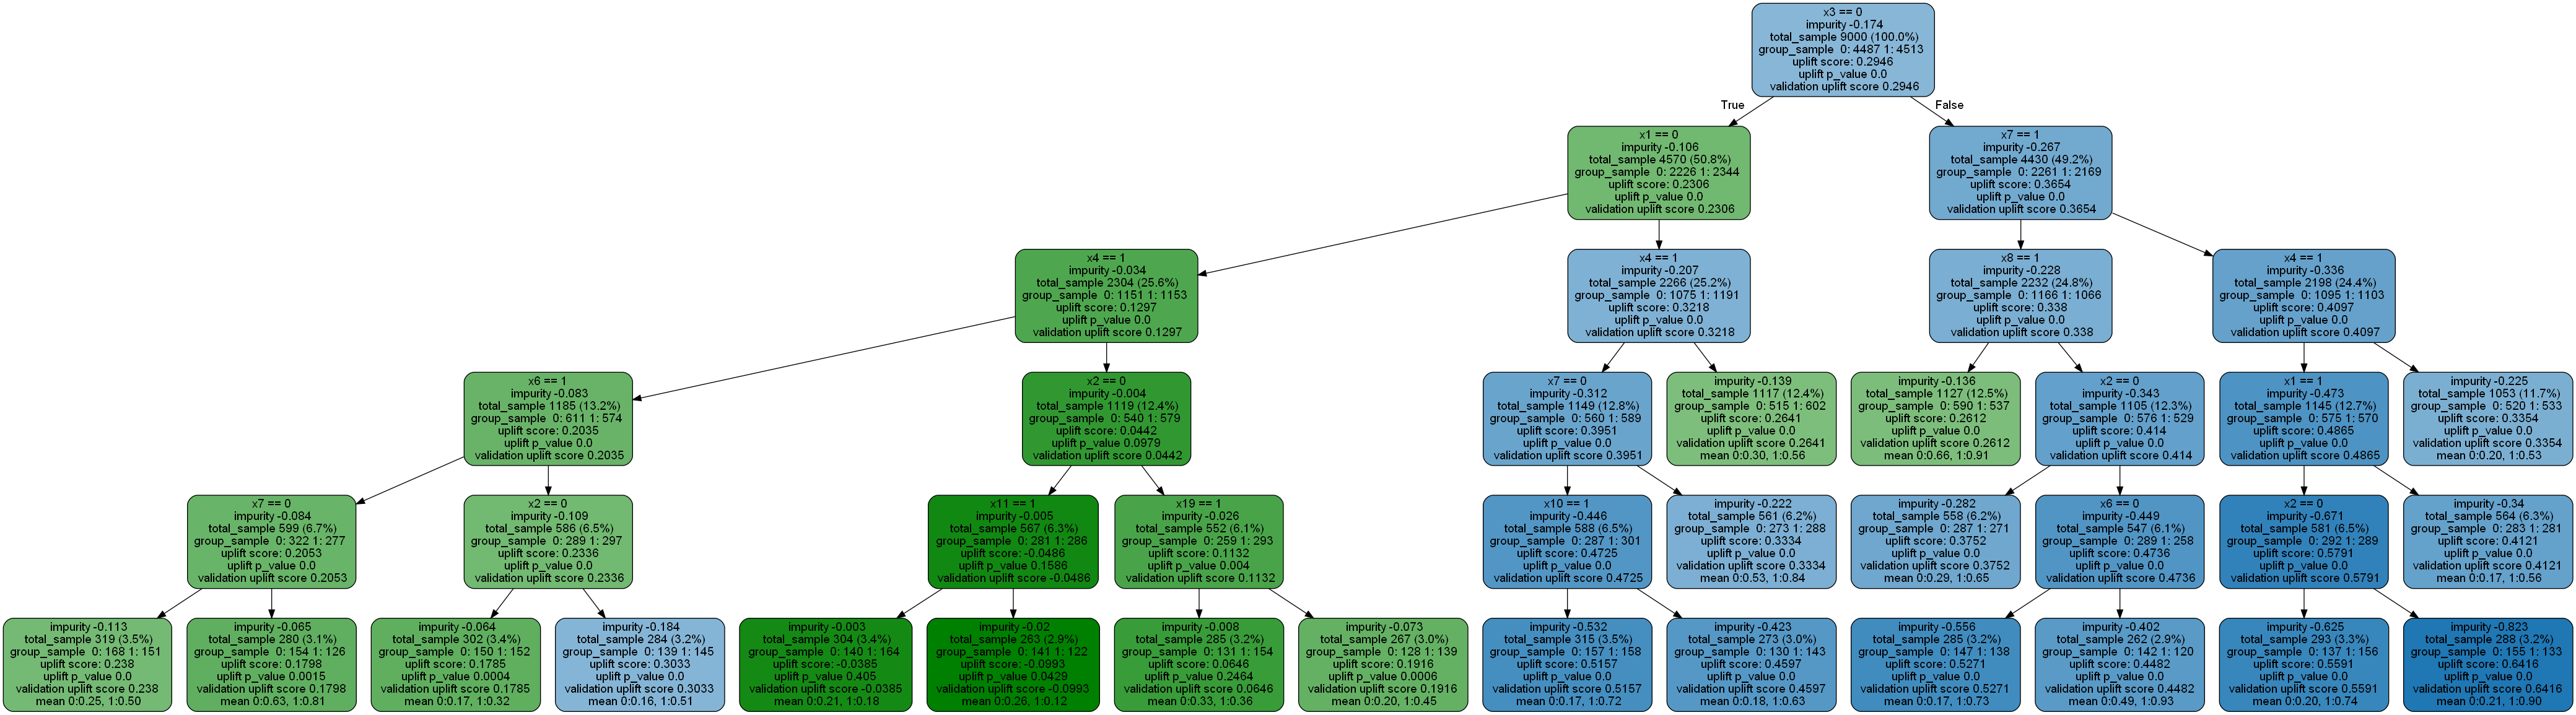 x3 == 0
impurity -0.174
total_sample 9000 (100.0%)
group_sample 0: 4487 1: 4513
uplift score: 0.2946
uplift p_value 0.0
validation uplift score 0.2946
True
False
x1 == 0
impurity -0.106
total_sample 4570 (50.8%)
group_sample 0: 2226 1: 2344
uplift score: 0.2306
uplift p_value 0.0
validation uplift score 0.2306
x7 == 1
impurity -0.267
total_sample 4430 (49.2%)
group_sample 0: 2261 1: 2169
uplift score: 0.3654
uplift p_value 0.0
validation uplift score 0.3654
x4 == 1
impurity -0.034
total_sample 2304 (25.6%)
group_sample 0: 1151 1: 1153
uplift score: 0.1297
uplift p_value 0.0
validation uplift score 0.1297
x4 == 1
impurity -0.207
total_sample 2266 (25.2%)
group_sample 0: 1075 1: 1191
uplift score: 0.3218
uplift p_value 0.0
validation uplift score 0.3218
x8 == 1
impurity -0.228
total_sample 2232 (24.8%)
group_sample 0: 1166 1: 1066
uplift score: 0.338
uplift p_value 0.0
validation uplift score 0.338
x4 == 1
impurity -0.336
total_sample 2198 (24.4%)
group_sample 0: 1095 1: 1103
uplift score: 0.4097
uplift p_value 0.0
validation uplift score 0.4097
x6 == 1
impurity -0.083
total_sample 1185 (13.2%)
group_sample 0: 611 1: 574
uplift score: 0.2035
uplift p_value 0.0
validation uplift score 0.2035
x2 == 0
impurity -0.004
total_sample 1119 (12.4%)
group_sample 0: 540 1: 579
uplift score: 0.0442
uplift p_value 0.0979
validation uplift score 0.0442
x7 == 0
impurity -0.312
total_sample 1149 (12.8%)
group_sample 0: 560 1: 589
uplift score: 0.3951
uplift p_value 0.0
validation uplift score 0.3951
impurity -0.139
total_sample 1117 (12.4%)
group_sample 0: 515 1: 602
uplift score: 0.2641
uplift p_value 0.0
validation uplift score 0.2641
mean 0:0.30, 1:0.56
impurity -0.136
total_sample 1127 (12.5%)
group_sample 0: 590 1: 537
uplift score: 0.2612
uplift p_value 0.0
validation uplift score 0.2612
mean 0:0.66, 1:0.91
x2 == 0
impurity -0.343
total_sample 1105 (12.3%)
group_sample 0: 576 1: 529
uplift score: 0.414
uplift p_value 0.0
validation uplift score 0.414
x1 == 1
impurity -0.473
total_sample 1145 (12.7%)
group_sample 0: 575 1: 570
uplift score: 0.4865
uplift p_value 0.0
validation uplift score 0.4865
impurity -0.225
total_sample 1053 (11.7%)
group_sample 0: 520 1: 533
uplift score: 0.3354
uplift p_value 0.0
validation uplift score 0.3354
mean 0:0.20, 1:0.53
x7 == 0
impurity -0.084
total_sample 599 (6.7%)
group_sample 0: 322 1: 277
uplift score: 0.2053
uplift p_value 0.0
validation uplift score 0.2053
x2 == 0
impurity -0.109
total_sample 586 (6.5%)
group_sample 0: 289 1: 297
uplift score: 0.2336
uplift p_value 0.0
validation uplift score 0.2336
x11 == 1
impurity -0.005
total_sample 567 (6.3%)
group_sample 0: 281 1: 286
uplift score: -0.0486
uplift p_value 0.1586
validation uplift score -0.0486
x19 == 1
impurity -0.026
total_sample 552 (6.1%)
group_sample 0: 259 1: 293
uplift score: 0.1132
uplift p_value 0.004
validation uplift score 0.1132
x10 == 1
impurity -0.446
total_sample 588 (6.5%)
group_sample 0: 287 1: 301
uplift score: 0.4725
uplift p_value 0.0
validation uplift score 0.4725
impurity -0.222
total_sample 561 (6.2%)
group_sample 0: 273 1: 288
uplift score: 0.3334
uplift p_value 0.0
validation uplift score 0.3334
mean 0:0.53, 1:0.84
impurity -0.282
total_sample 558 (6.2%)
group_sample 0: 287 1: 271
uplift score: 0.3752
uplift p_value 0.0
validation uplift score 0.3752
mean 0:0.29, 1:0.65
x6 == 0
impurity -0.449
total_sample 547 (6.1%)
group_sample 0: 289 1: 258
uplift score: 0.4736
uplift p_value 0.0
validation uplift score 0.4736
x2 == 0
impurity -0.671
total_sample 581 (6.5%)
group_sample 0: 292 1: 289
uplift score: 0.5791
uplift p_value 0.0
validation uplift score 0.5791
impurity -0.34
total_sample 564 (6.3%)
group_sample 0: 283 1: 281
uplift score: 0.4121
uplift p_value 0.0
validation uplift score 0.4121
mean 0:0.17, 1:0.56
impurity -0.113
total_sample 319 (3.5%)
group_sample 0: 168 1: 151
uplift score: 0.238
uplift p_value 0.0
validation uplift score 0.238
mean 0:0.25, 1:0.50
impurity -0.065
total_sample 280 (3.1%)
group_sample 0: 154 1: 126
uplift score: 0.1798
uplift p_value 0.0015
validation uplift score 0.1798
mean 0:0.63, 1:0.81
impurity -0.064
total_sample 302 (3.4%)
group_sample 0: 150 1: 152
uplift score: 0.1785
uplift p_value 0.0004
validation uplift score 0.1785
mean 0:0.17, 1:0.32
impurity -0.184
total_sample 284 (3.2%)
group_sample 0: 139 1: 145
uplift score: 0.3033
uplift p_value 0.0
validation uplift score 0.3033
mean 0:0.16, 1:0.51
impurity -0.003
total_sample 304 (3.4%)
group_sample 0: 140 1: 164
uplift score: -0.0385
uplift p_value 0.405
validation uplift score -0.0385
mean 0:0.21, 1:0.18
impurity -0.02
total_sample 263 (2.9%)
group_sample 0: 141 1: 122
uplift score: -0.0993
uplift p_value 0.0429
validation uplift score -0.0993
mean 0:0.26, 1:0.12
impurity -0.008
total_sample 285 (3.2%)
group_sample 0: 131 1: 154
uplift score: 0.0646
uplift p_value 0.2464
validation uplift score 0.0646
mean 0:0.33, 1:0.36
impurity -0.073
total_sample 267 (3.0%)
group_sample 0: 128 1: 139
uplift score: 0.1916
uplift p_value 0.0006
validation uplift score 0.1916
mean 0:0.20, 1:0.45
impurity -0.532
total_sample 315 (3.5%)
group_sample 0: 157 1: 158
uplift score: 0.5157
uplift p_value 0.0
validation uplift score 0.5157
mean 0:0.17, 1:0.72
impurity -0.423
total_sample 273 (3.0%)
group_sample 0: 130 1: 143
uplift score: 0.4597
uplift p_value 0.0
validation uplift score 0.4597
mean 0:0.18, 1:0.63
impurity -0.556
total_sample 285 (3.2%)
group_sample 0: 147 1: 138
uplift score: 0.5271
uplift p_value 0.0
validation uplift score 0.5271
mean 0:0.17, 1:0.73
impurity -0.402
total_sample 262 (2.9%)
group_sample 0: 142 1: 120
uplift score: 0.4482
uplift p_value 0.0
validation uplift score 0.4482
mean 0:0.49, 1:0.93
impurity -0.625
total_sample 293 (3.3%)
group_sample 0: 137 1: 156
uplift score: 0.5591
uplift p_value 0.0
validation uplift score 0.5591
mean 0:0.20, 1:0.74
impurity -0.823
total_sample 288 (3.2%)
group_sample 0: 155 1: 133
uplift score: 0.6416
uplift p_value 0.0
validation uplift score 0.6416
mean 0:0.21, 1:0.90